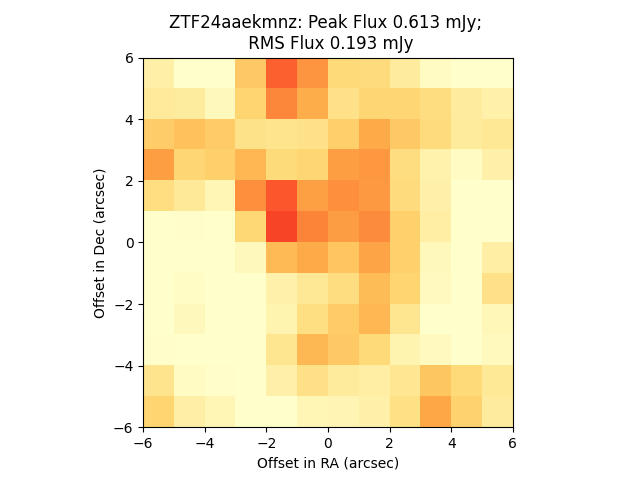 ZTF24aaekmnz: Peak Flux 0.613 mJy;
RMS Flux 0.193 mJy
6
4
2
0
−2
−4
−6
Offset in Dec (arcsec)
−6 −4 −2 0 2 4 6
Offset in RA (arcsec)